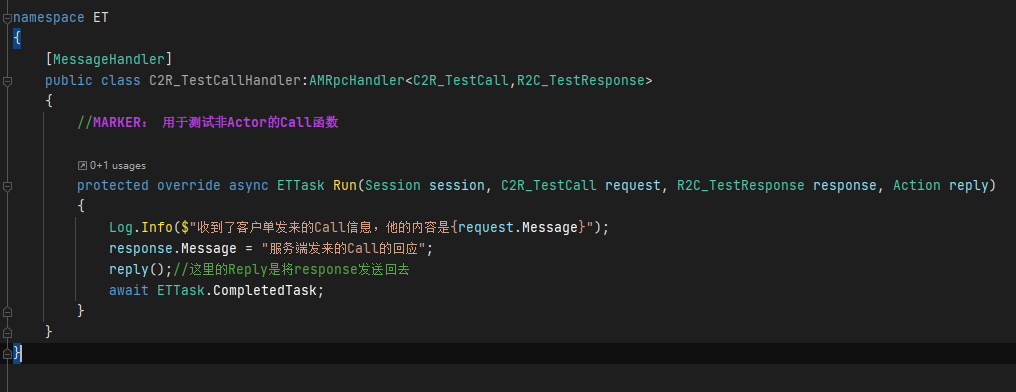 namespace ET
{
[MessageHandler]
public class C2R_TestCallHandler:AMRpcHandler<C2R_TestCall,R2C_TestResponse>
{
//MARKER： 用于测试非Actor的Call函数
0+1 usages
protected override async ETTask Run(Session session, C2R_TestCall request, R2C_TestResponse response, Action reply)
{
Log.Info($"收到了客户单发来的Call信息，他的内容是{request.Message}");
response.Message = "服务端发来的Call的回应";
reply();//这里的Reply是将response发送回去
await ETTask.CompletedTask;
}
}
}